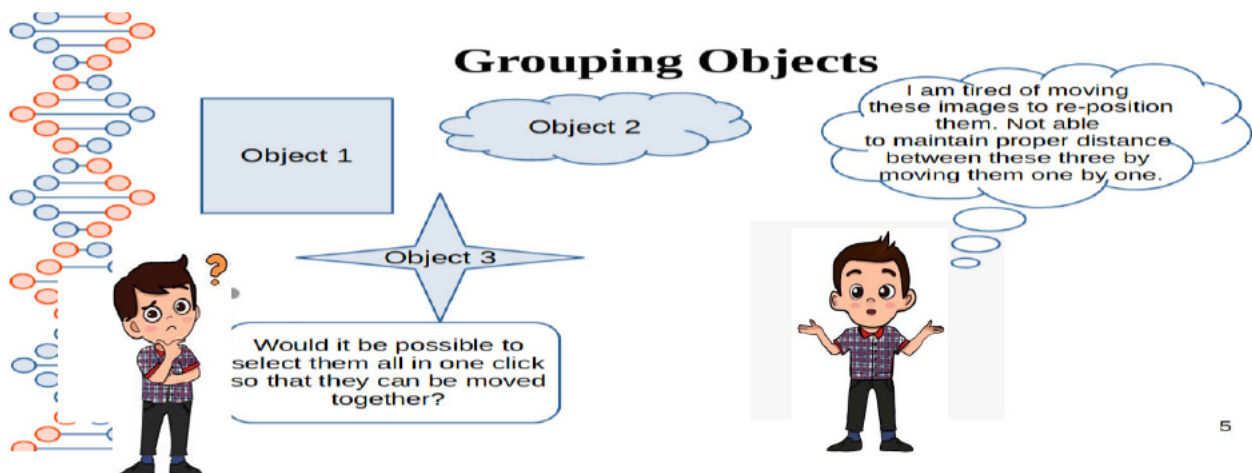 Grouping Objects
I am tired of moving
these images to re-position
them. Not able
to maintain proper distance
between these three by
moving them one by one.
Object 1
Object 2
Object 3
?
Would it be possible to
select them all in one click
so that they can be moved
together?
5